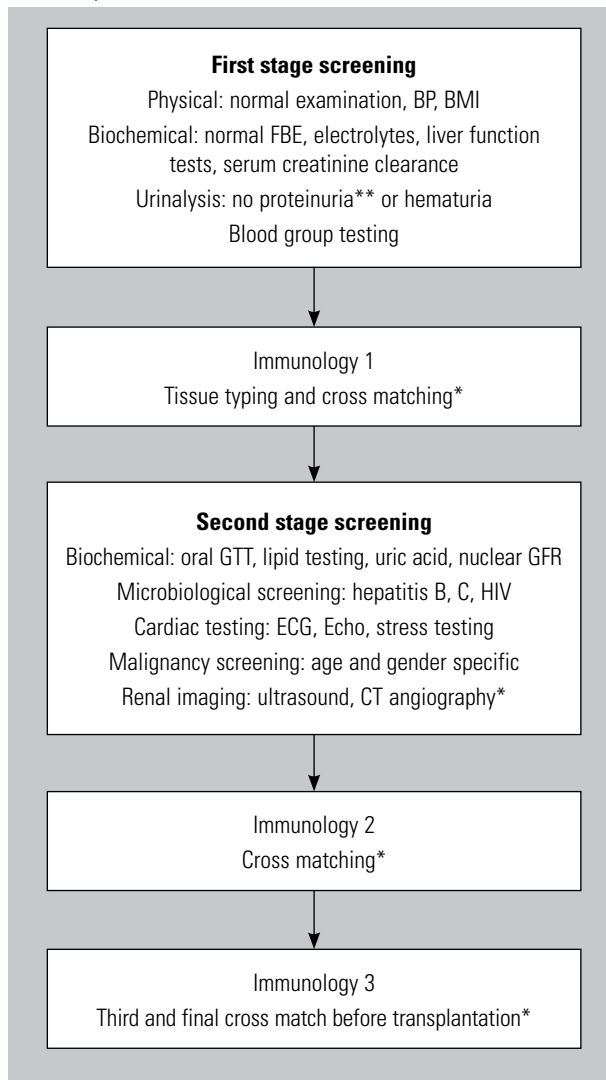 First stage screening
Physical: normal examination, BP, BMI
Biochemical: normal FBE, electrolytes, liver function
tests, serum creatinine clearance
Urinalysis: no proteinuria** or hematuria
Blood group testing
Immunology 1
Tissue typing and cross matching*
Second stage screening
Biochemical: oral GTT, lipid testing, uric acid, nuclear GFR
Microbiological screening: hepatitis B, C, HIV
Cardiac testing: ECG, Echo, stress testing
Malignancy screening: age and gender specific
Renal imaging: ultrasound, CT angiography*
Immunology 2
Cross matching*
Immunology 3
Third and final cross match before transplantation*